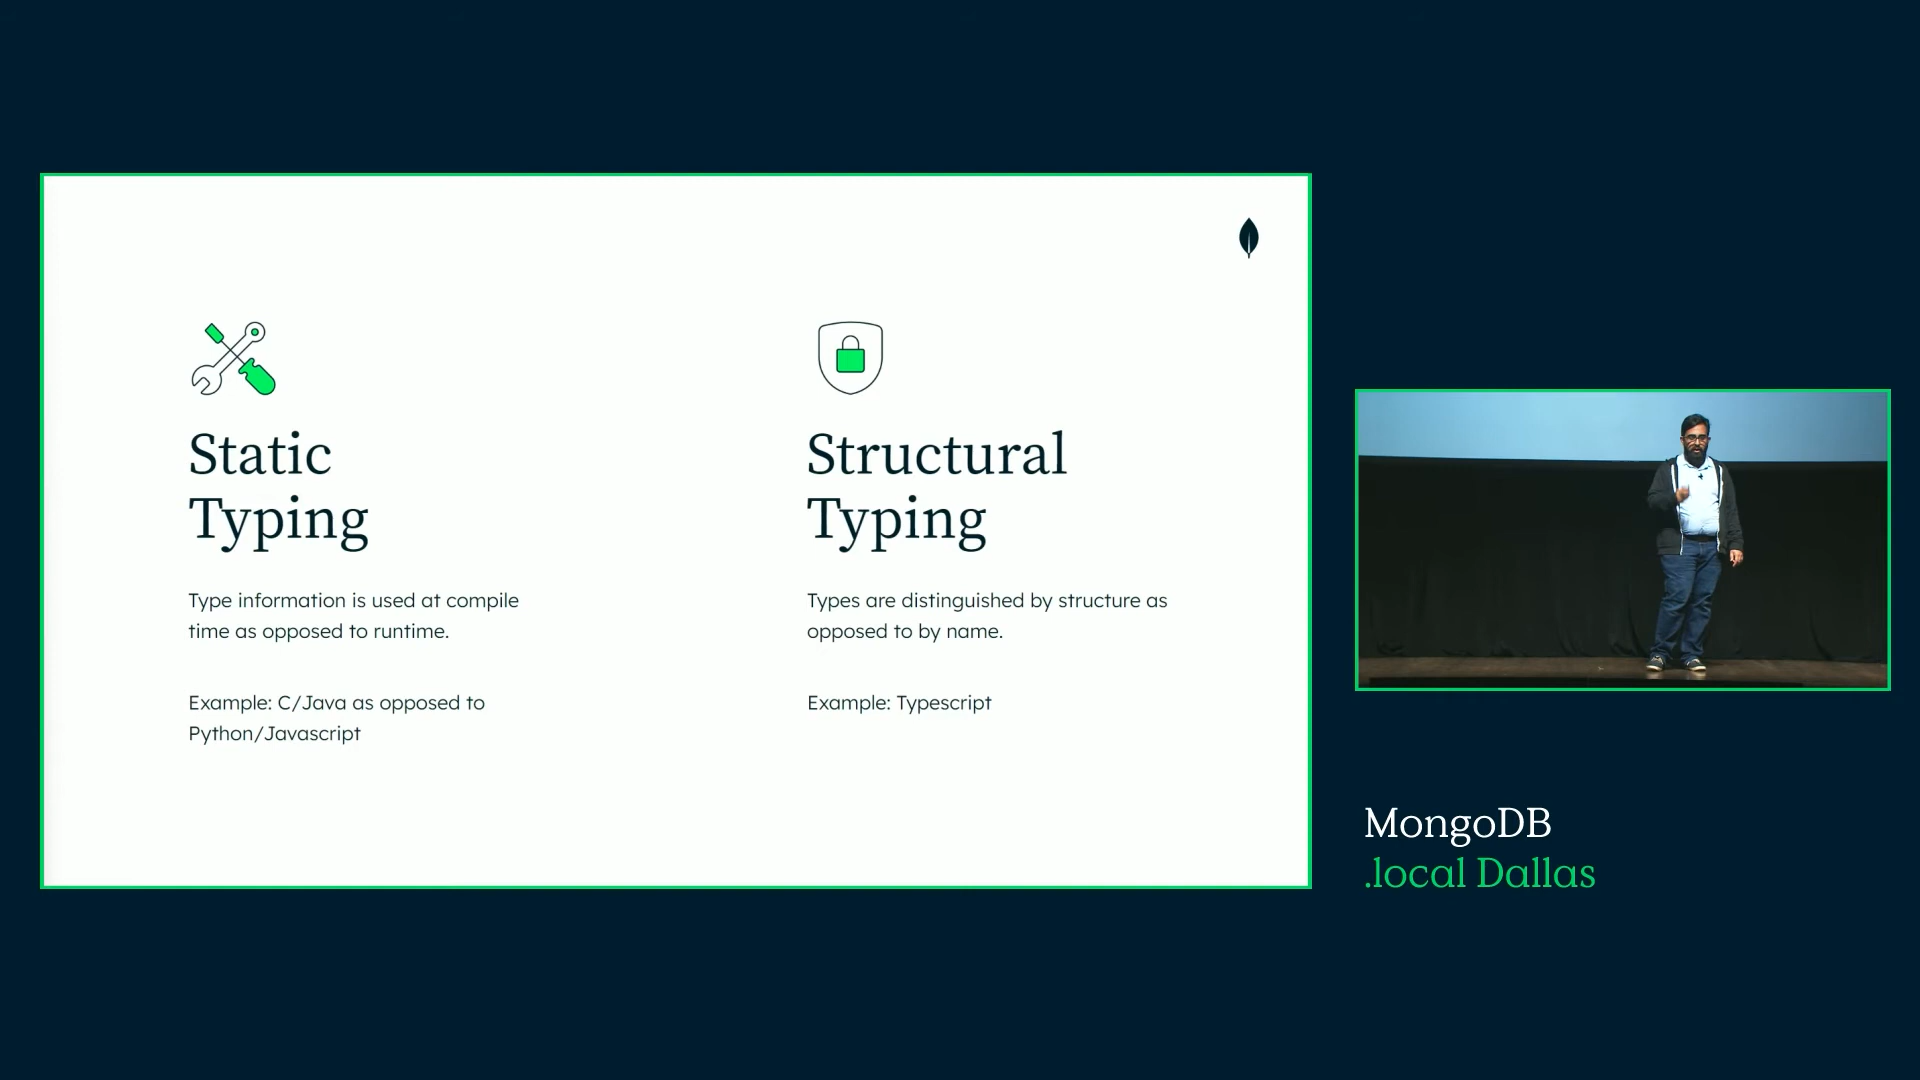 Static
Typing
Type information is used at compile
time as opposed to runtime.
Example: C/Java as opposed to
Python/Javascript
Structural
Typing
Types are distinguished by structure as
opposed to by name.
Example: Typescript
MongoDB
.local Dallas